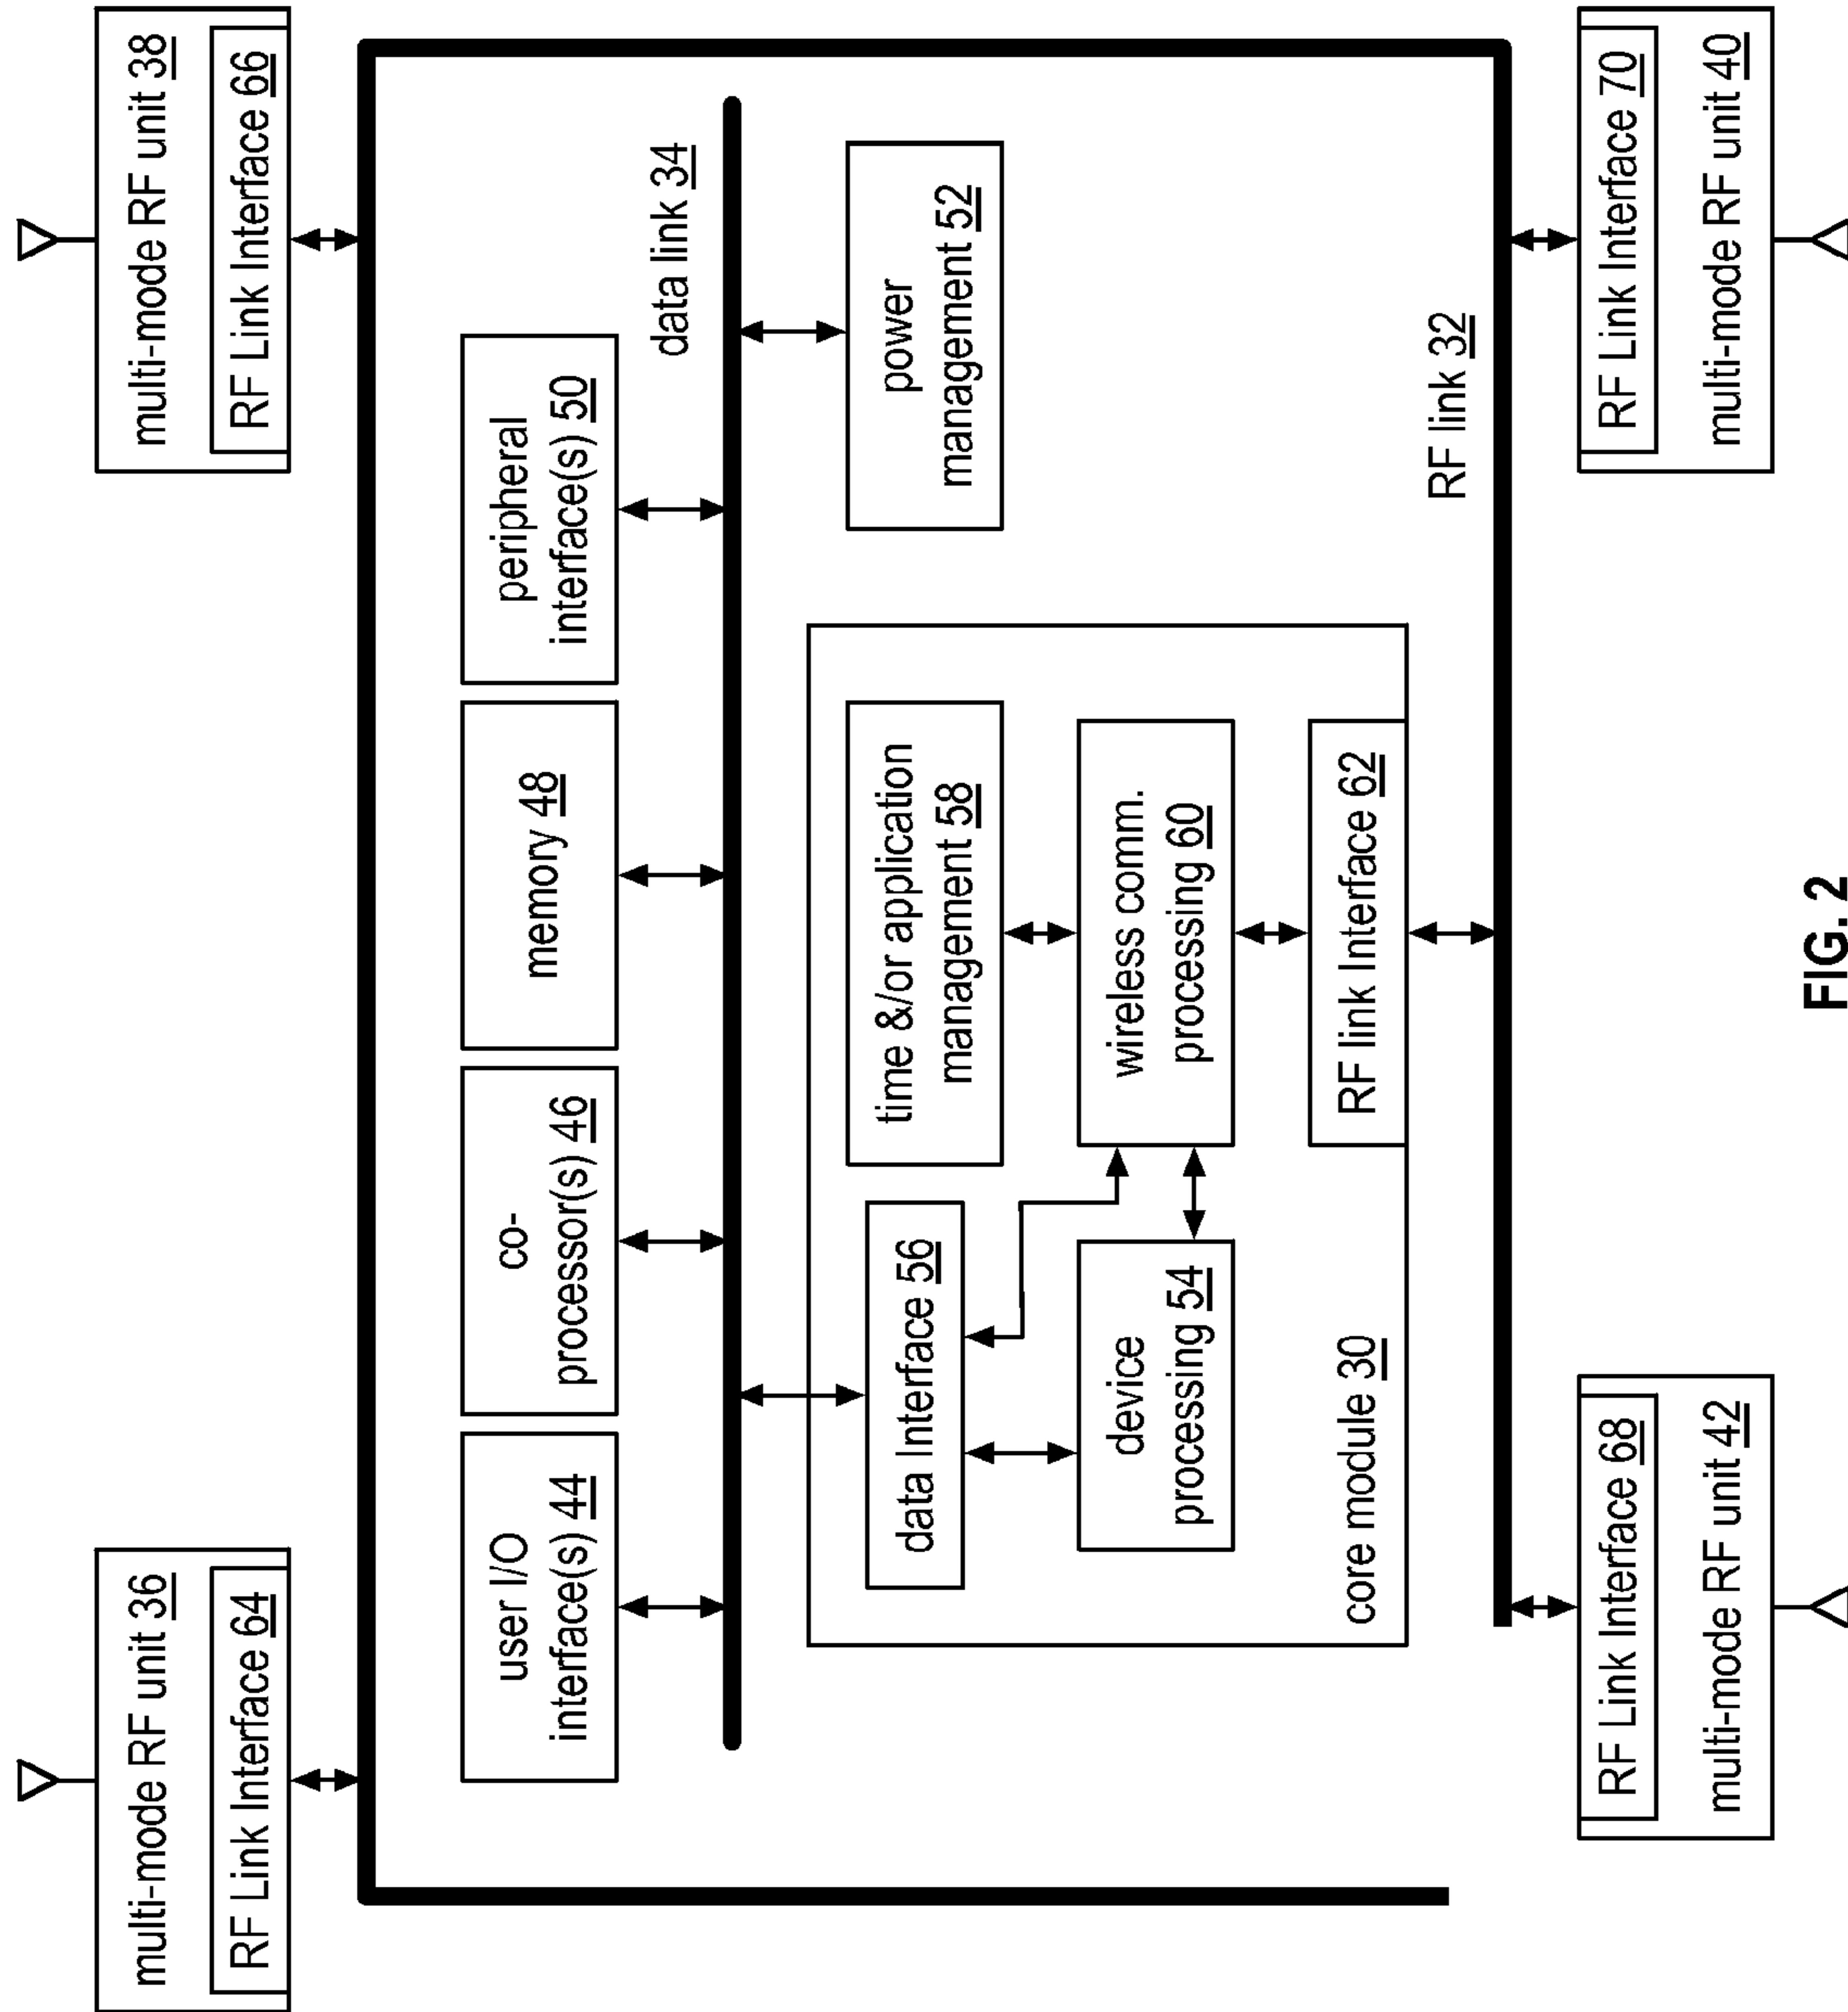 multi-mode RF unit 36
RF Link Interface 64
multi-mode RF unit 38
RF Link Interface 66
user I/O
interface(s) 44
co-
processor(s) 46
memory 48
peripheral
interface(s) 50
data link 34
data Interface 56
device
processing 54
time &/or application
management 58
wireless comm.
processing 60
RF link Interface 62
core module 30
power
management 52
RF link 32
RF Link Interface 68
multi-mode RF unit 42
RF Link Interface 70
multi-mode RF unit 40
FIG. 2